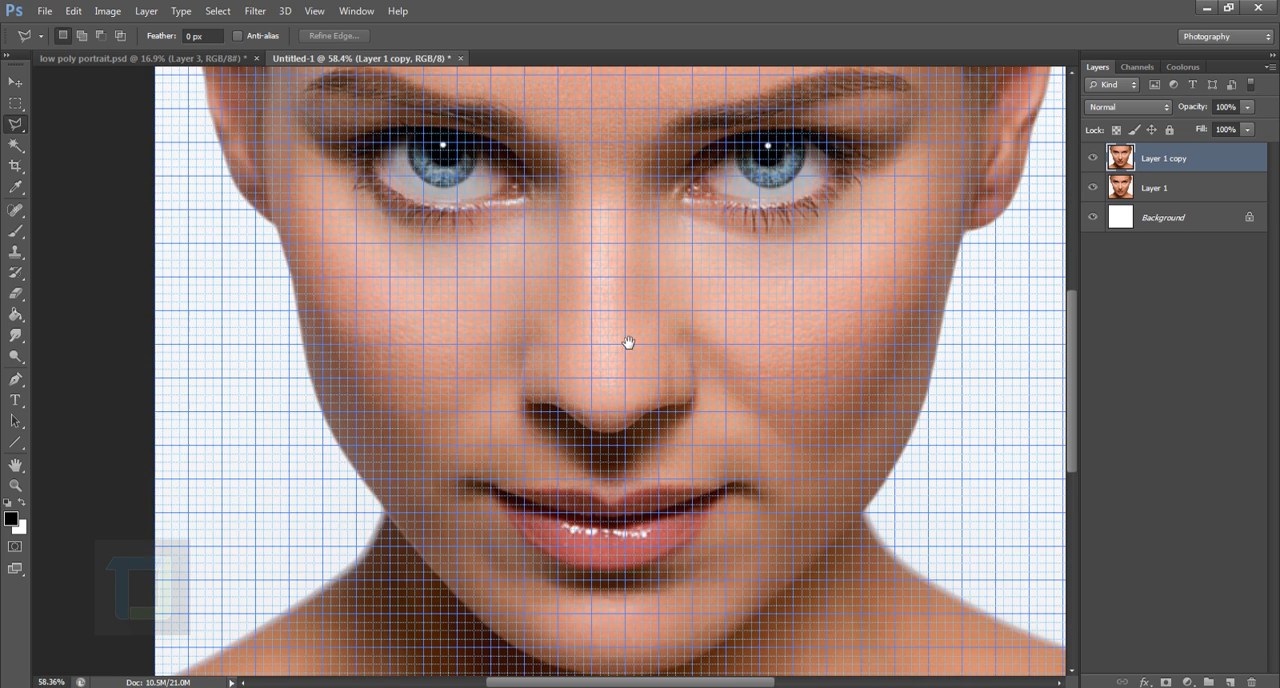 Ps File Edit Image Layer Type Select Filter 3D View Window Help
Feather: 0 px Anti-alias Refine Edge... Photography
low poly portrait.psd @ 16.9% (Layer 3, RGB/8#) * × Untitled-1 @ 58.4% (Layer 1 copy, RGB/8) * ×
Layers Channels Coolorus
Kind
Normal Opacity: 100%
Lock: Fill: 100%
Layer 1 copy
Layer 1
Background
58.36% Doc: 10.5M/21.0M